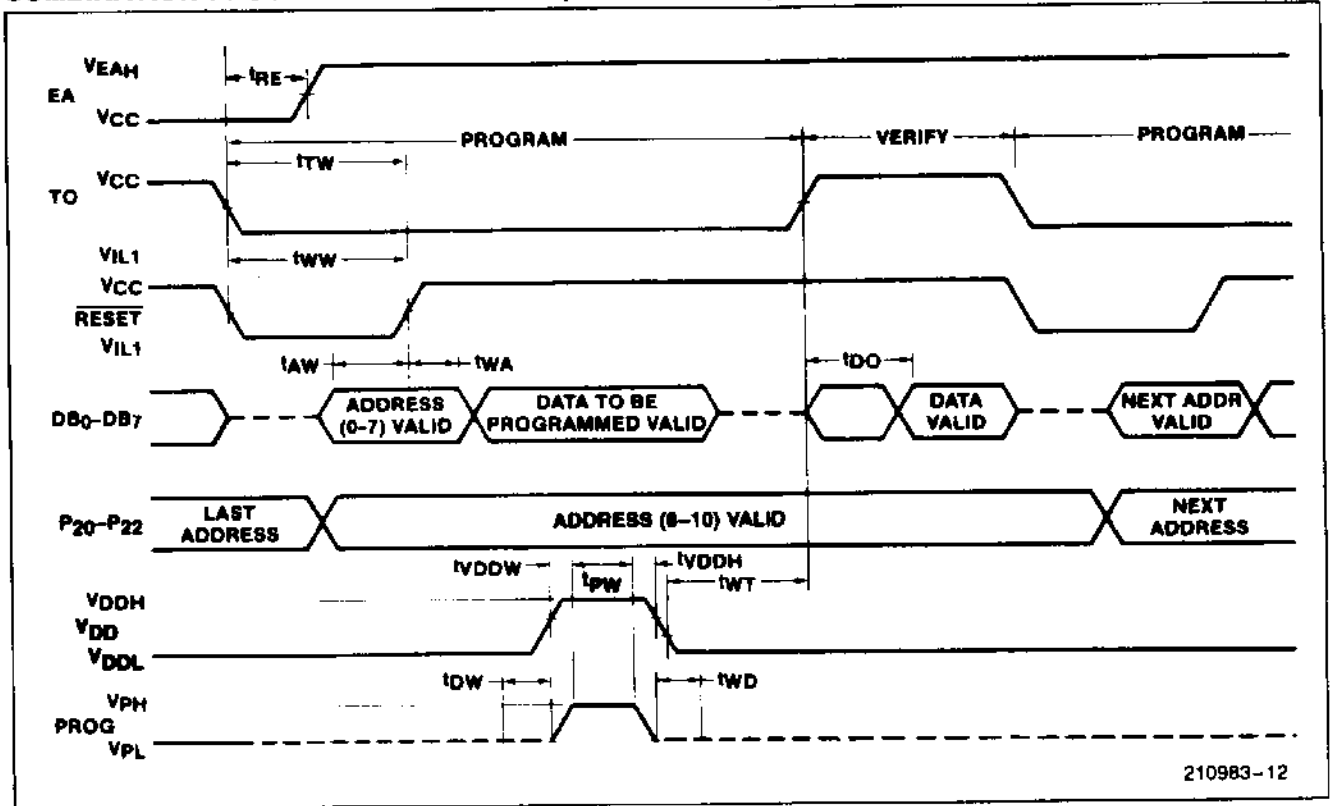 VEAH
tRE
EA
VCC
PROGRAM
VERIFY
PROGRAM
tTW
VCC
TO
VIL1
tWW
VCC
RESET
VIL1
tAW
tWA
tDO
DB0–DB7
ADDRESS
(0–7) VALID
DATA TO BE
PROGRAMMED VALID
DATA
VALID
NEXT ADDR
VALID
P20–P22
LAST
ADDRESS
ADDRESS (8–10) VALID
NEXT
ADDRESS
tVDDW
tPW
tVDDH
tWT
VDDH
VDD
VDDL
tDW
tWD
VPH
PROG
VPL
210983–12